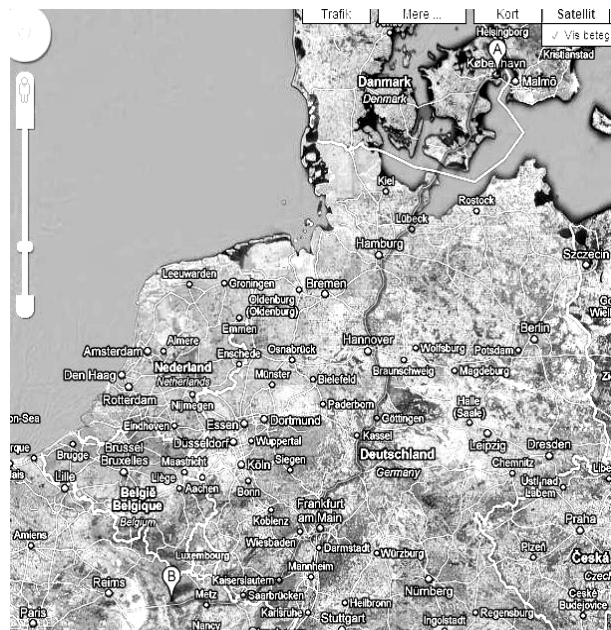 Trafik
Mere ...
Kort
Satellit
Helsingborg
Kristianstad
A
København
Malmö
Danmark
Denmark
Kiel
Rostock
Lübeck
Hamburg
Szczecin
Leeuwarden
Groningen
Bremen
Oldenburg
(Oldenburg)
Emmen
Berlin
Amsterdam
Almere
Enschede
Osnabrück
Hannover
Wolfsburg
Potsdam
Nederland
Netherlands
Braunschweig
Magdeburg
Den Haag
Münster
Bielefeld
Rotterdam
Nijmegen
Paderborn
Halle
(Saale)
Eindhoven
Essen
Dortmund
Göttingen
Leipzig
Brugge
Düsseldorf
Wuppertal
Kassel
Dresden
Brussel
Bruxelles
Maastricht
Köln
Siegen
Deutschland
Germany
Chemnitz
Lille
Liège
Aachen
Bonn
Ústí nad
Labem
België
Belgique
Belgium
Koblenz
Frankfurt
am Main
Praha
Amiens
Wiesbaden
Darmstadt
Würzburg
Plzeň
Česká
Luxembourg
Mannheim
Reims
B
Kaiserslautern
Nürnberg
České
Budejovice
Metz
Saarbrücken
Heilbronn
Paris
Nancy
Karlsruhe
Stuttgart
Ingolstadt
Regensburg